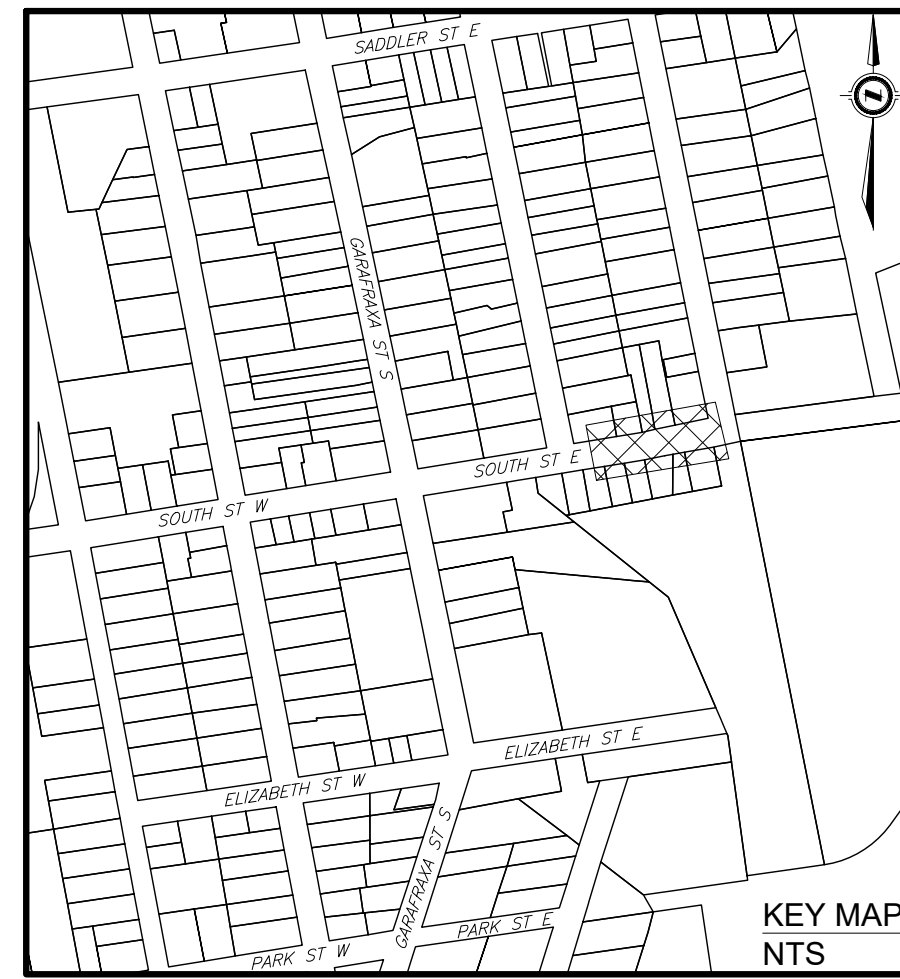 SADDLER ST E
GARAFRAXA ST S
SOUTH ST E
SOUTH ST W
ELIZABETH ST E
ELIZABETH ST W
GARAFRAXA ST S
PARK ST E
PARK ST W
KEY MAP
NTS